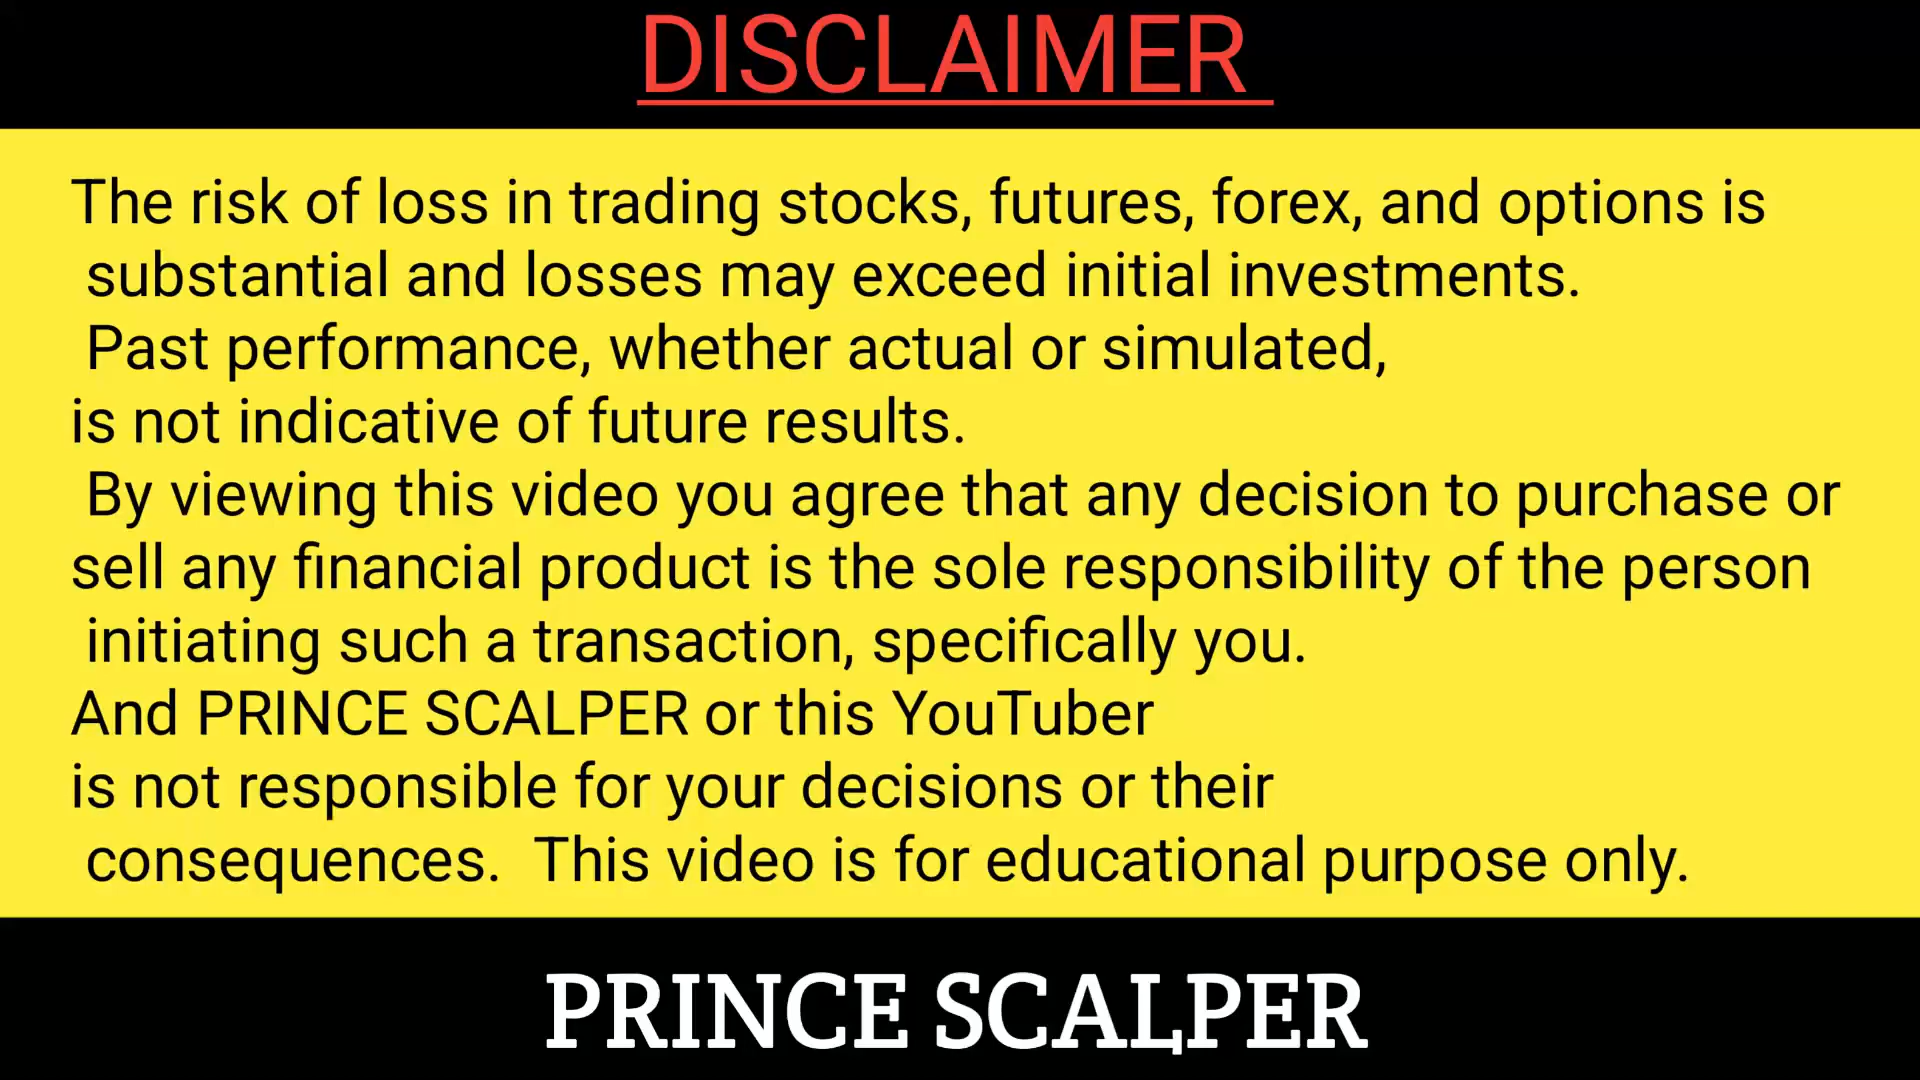 DISCLAIMER
The risk of loss in trading stocks, futures, forex, and options is
substantial and losses may exceed initial investments.
Past performance, whether actual or simulated,
is not indicative of future results.
By viewing this video you agree that any decision to purchase or
sell any financial product is the sole responsibility of the person
initiating such a transaction, specifically you.
And PRINCE SCALPER or this YouTuber
is not responsible for your decisions or their
consequences.  This video is for educational purpose only.
PRINCE SCALPER